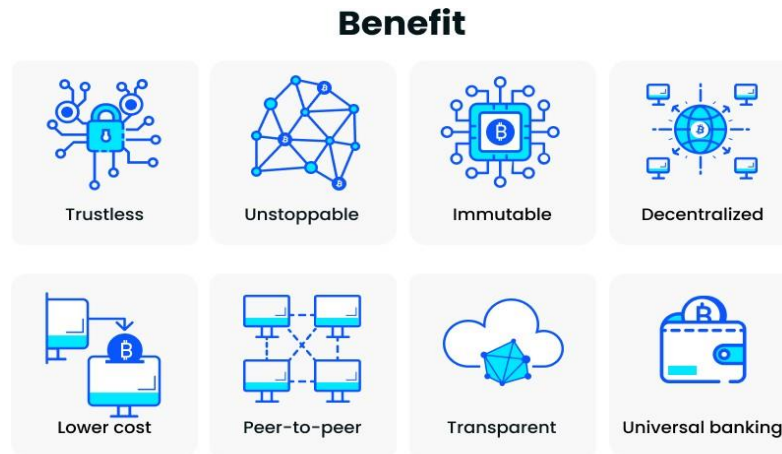 Benefit
Trustless
Unstoppable
Immutable
Decentralized
Lower cost
Peer-to-peer
Transparent
Universal banking